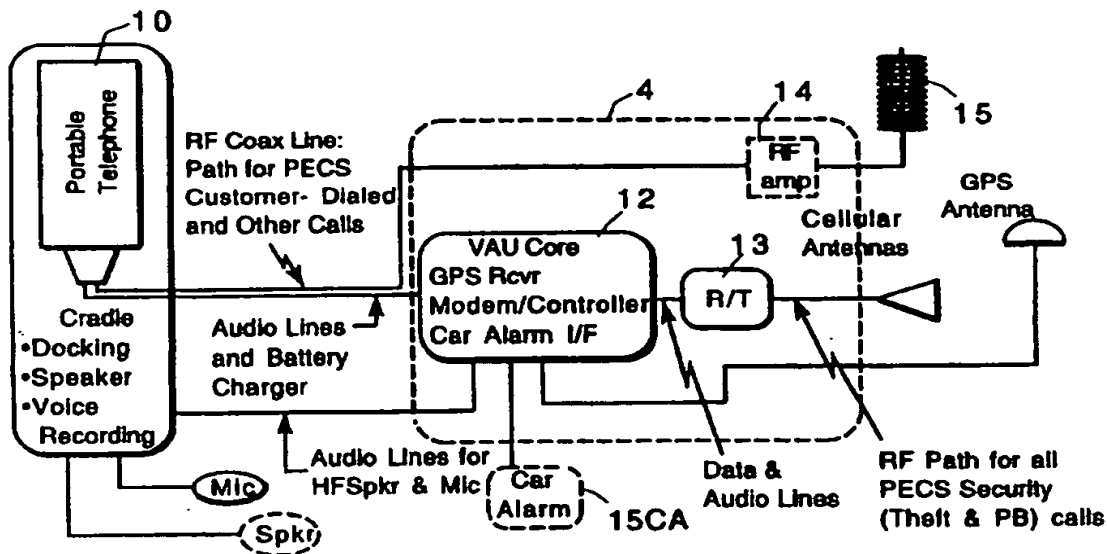 10
Portable
Telephone
Cradle
•Docking
•Speaker
•Voice
Recording
Mic
Spkr
RF Coax Line:
Path for PECS
Customer- Dialed
and Other Calls
Audio Lines
and Battery
Charger
Audio Lines for
HFSpkr & Mic
4
12
VAU Core
GPS Rcvr
Modem/Controller
Car Alarm I/F
Car
Alarm
15CA
14
RF
amp
13
R/T
Data &
Audio Lines
15
Cellular
Antennas
GPS
Antenna
RF Path for all
PECS Security
(Theft & PB) calls